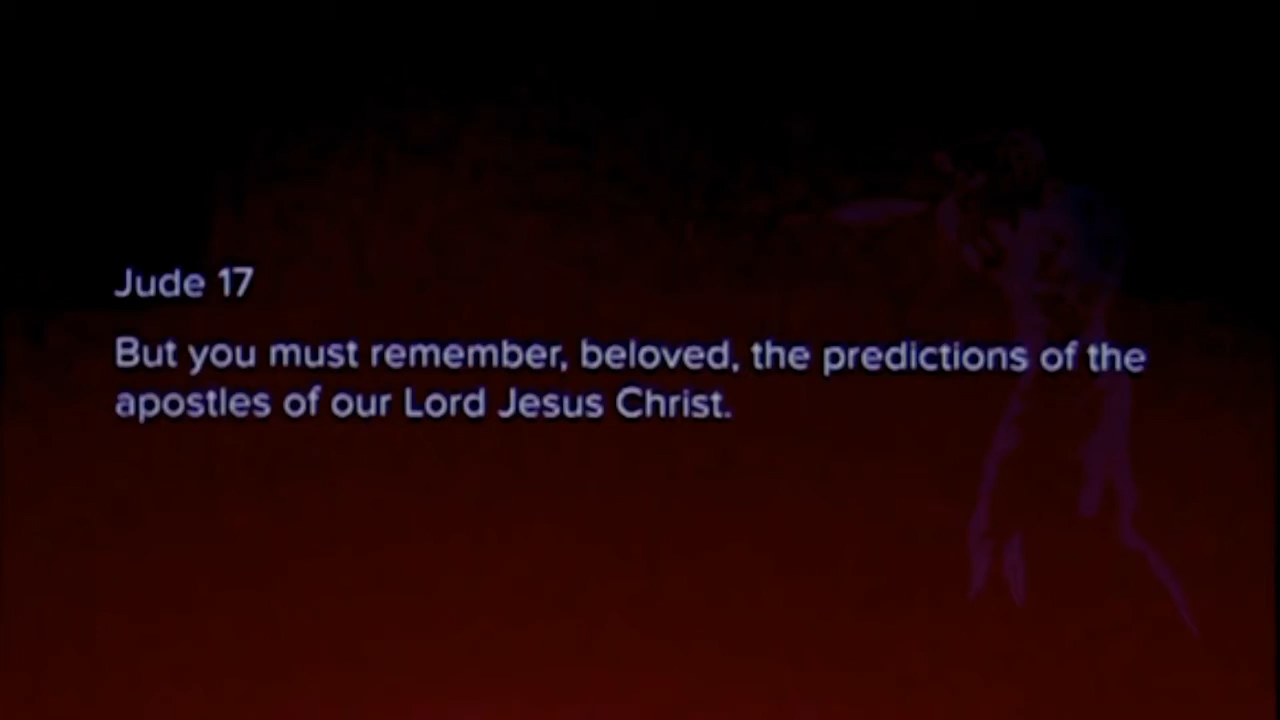 Jude 17
But you must remember, beloved, the predictions of the
apostles of our Lord Jesus Christ.